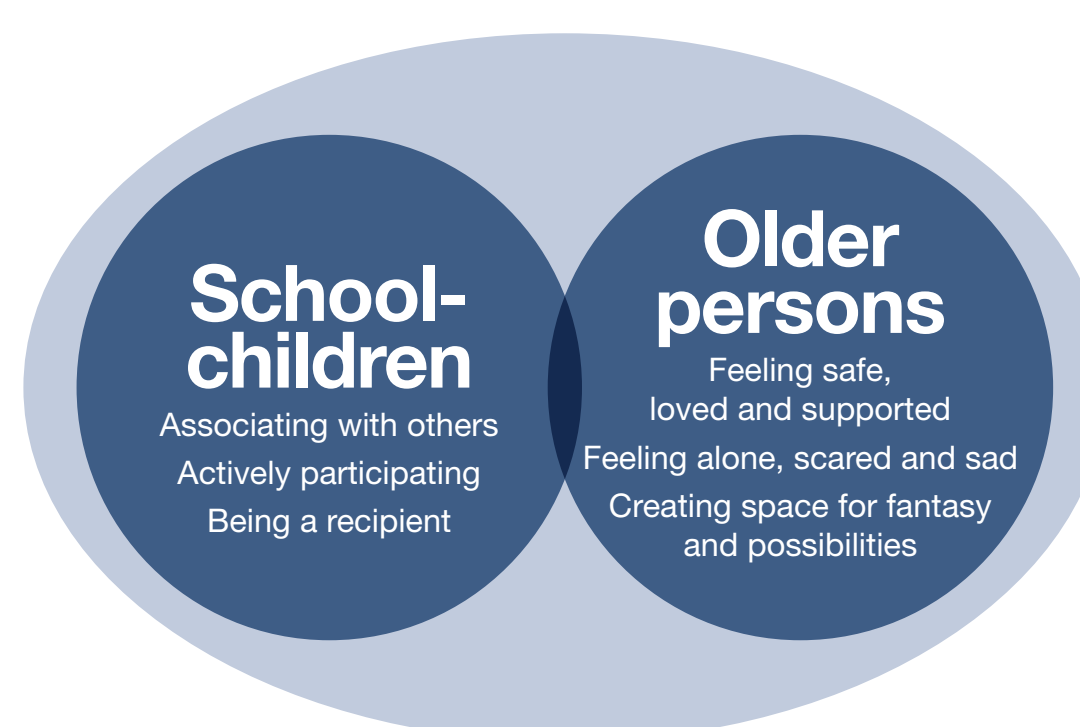 School-
children
Associating with others
Actively participating
Being a recipient
Older
persons
Feeling safe,
loved and supported
Feeling alone, scared and sad
Creating space for fantasy
and possibilities